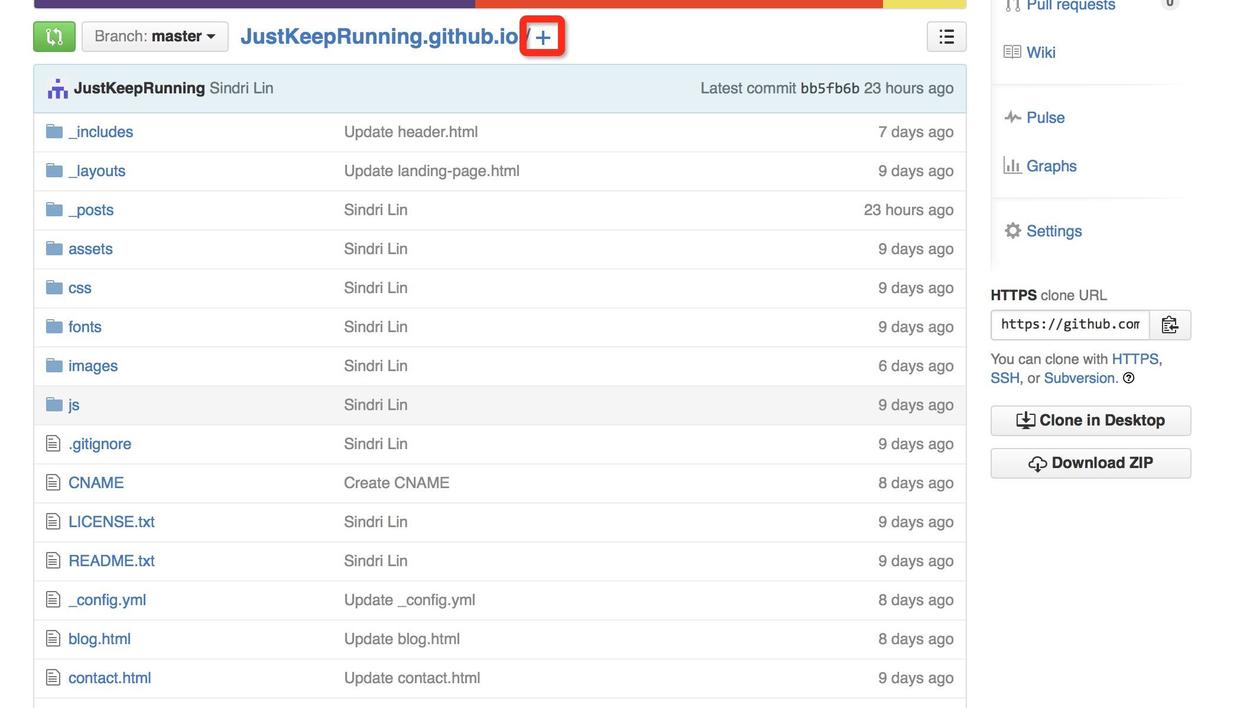 Pull requests 0
Branch: master JustKeepRunning.github.io / +
Wiki
JustKeepRunning Sindri Lin Latest commit bb5fb6b 23 hours ago
Pulse
_includes Update header.html 7 days ago
_layouts Update landing-page.html 9 days ago
Graphs
_posts Sindri Lin 23 hours ago
Settings
assets Sindri Lin 9 days ago
css Sindri Lin 9 days ago
HTTPS clone URL
fonts Sindri Lin 9 days ago
https://github.com
images Sindri Lin 6 days ago
You can clone with HTTPS,
SSH, or Subversion.
js Sindri Lin 9 days ago
Clone in Desktop
.gitignore Sindri Lin 9 days ago
Download ZIP
CNAME Create CNAME 8 days ago
LICENSE.txt Sindri Lin 9 days ago
README.txt Sindri Lin 9 days ago
_config.yml Update _config.yml 8 days ago
blog.html Update blog.html 8 days ago
contact.html Update contact.html 9 days ago